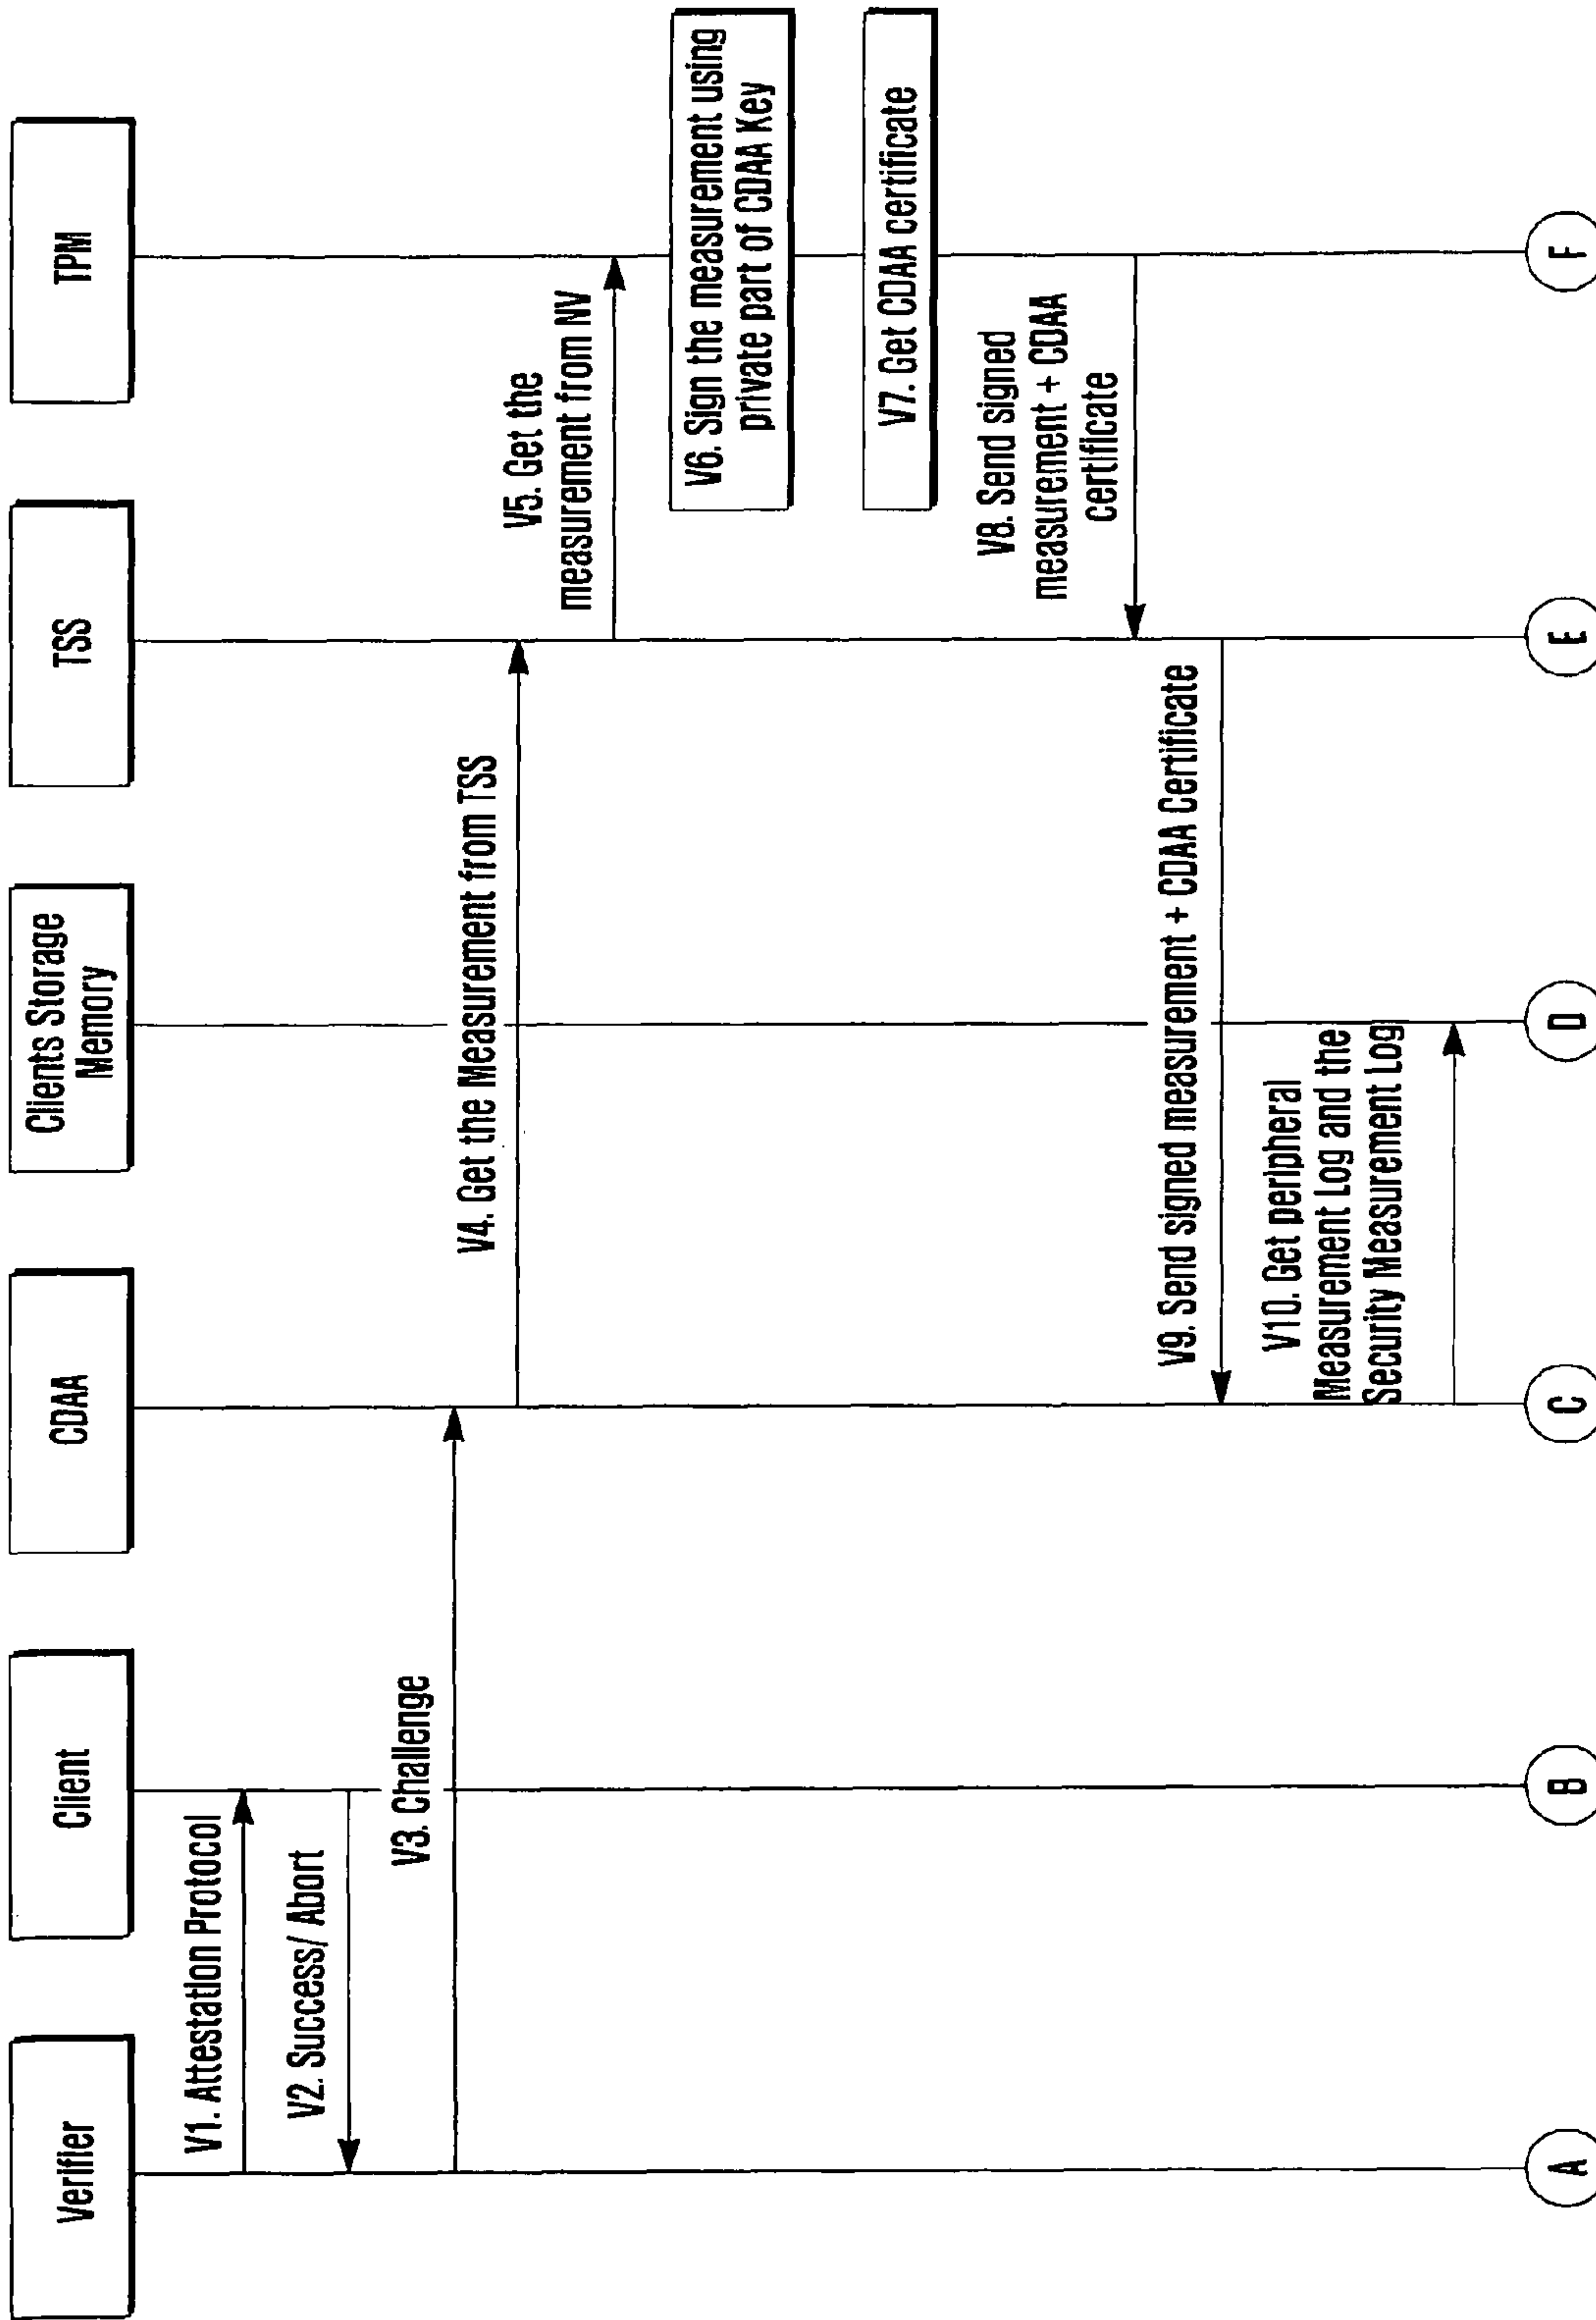 Verifier
Client
CDAA
Clients Storage
Memory
TSS
TPM
V1. Attestation Protocol
V2. Success/ Abort
V3. Challenge
V4. Get the Measurement from TSS
V5. Get the
measurement from NV
V6. Sign the measurement using
private part of CDAA Key
V7. Get CDAA certificate
V8. Send signed
measurement + CDAA
certificate
V9. Send signed measurement + CDAA Certificate
V10. Get peripheral
Measurement Log and the
Security Measurement Log
A
B
C
D
E
F